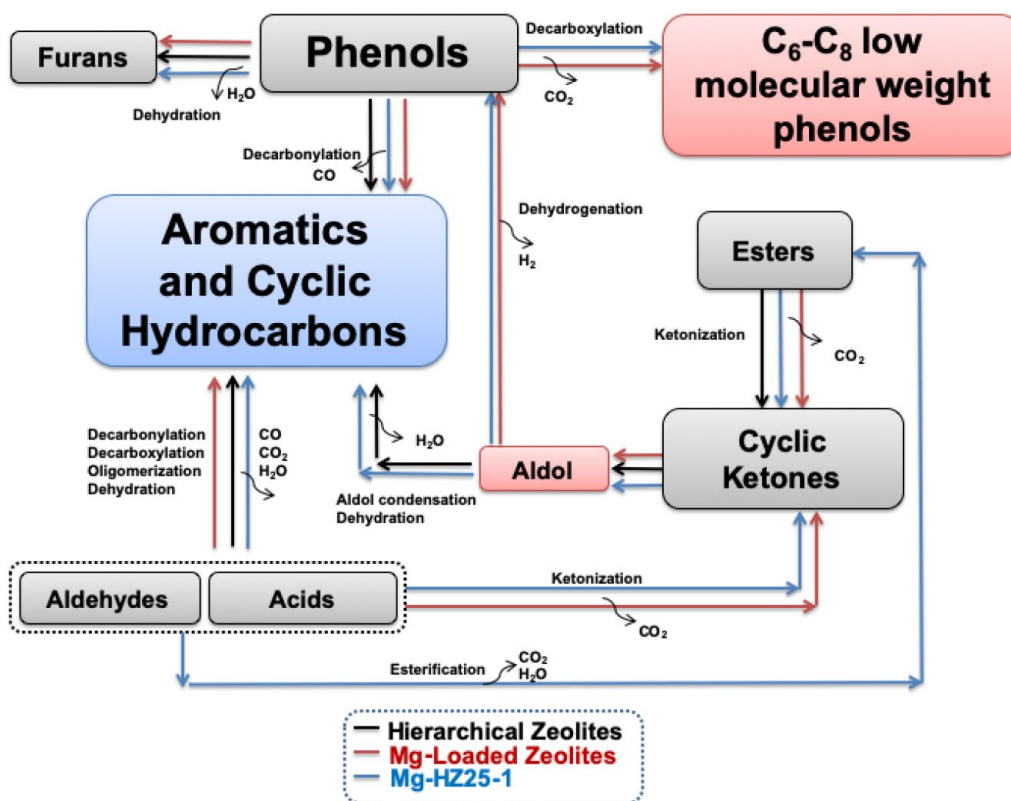 Furans
Phenols
Decarboxylation
CO₂
C₆-C₈ low
molecular weight
phenols
H₂O
Dehydration
Decarbonylation
CO
Aromatics
and Cyclic
Hydrocarbons
Dehydrogenation
H₂
Esters
Ketonization
CO₂
Decarbonylation
Decarboxylation
Oligomerization
Dehydration
CO
CO₂
H₂O
H₂O
Aldol
Cyclic
Ketones
Aldol condensation
Dehydration
Aldehydes
Acids
Ketonization
CO₂
Esterification
CO₂
H₂O
Hierarchical Zeolites
Mg-Loaded Zeolites
Mg-HZ25-1